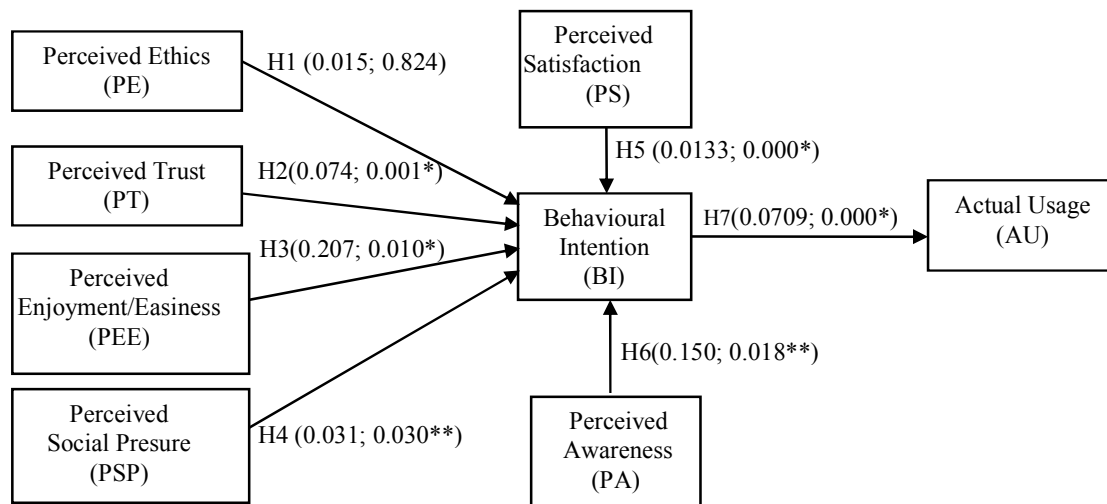 Perceived Ethics
(PE)
H1 (0.015; 0.824)
Perceived
Satisfaction
(PS)
Perceived Trust
(PT)
H2(0.074; 0.001*)
H5 (0.0133; 0.000*)
Behavioural
Intention
(BI)
H7(0.0709; 0.000*)
Actual Usage
(AU)
Perceived
Enjoyment/Easiness
(PEE)
H3(0.207; 0.010*)
H6(0.150; 0.018**)
Perceived
Social Presure
(PSP)
H4 (0.031; 0.030**)
Perceived
Awareness
(PA)